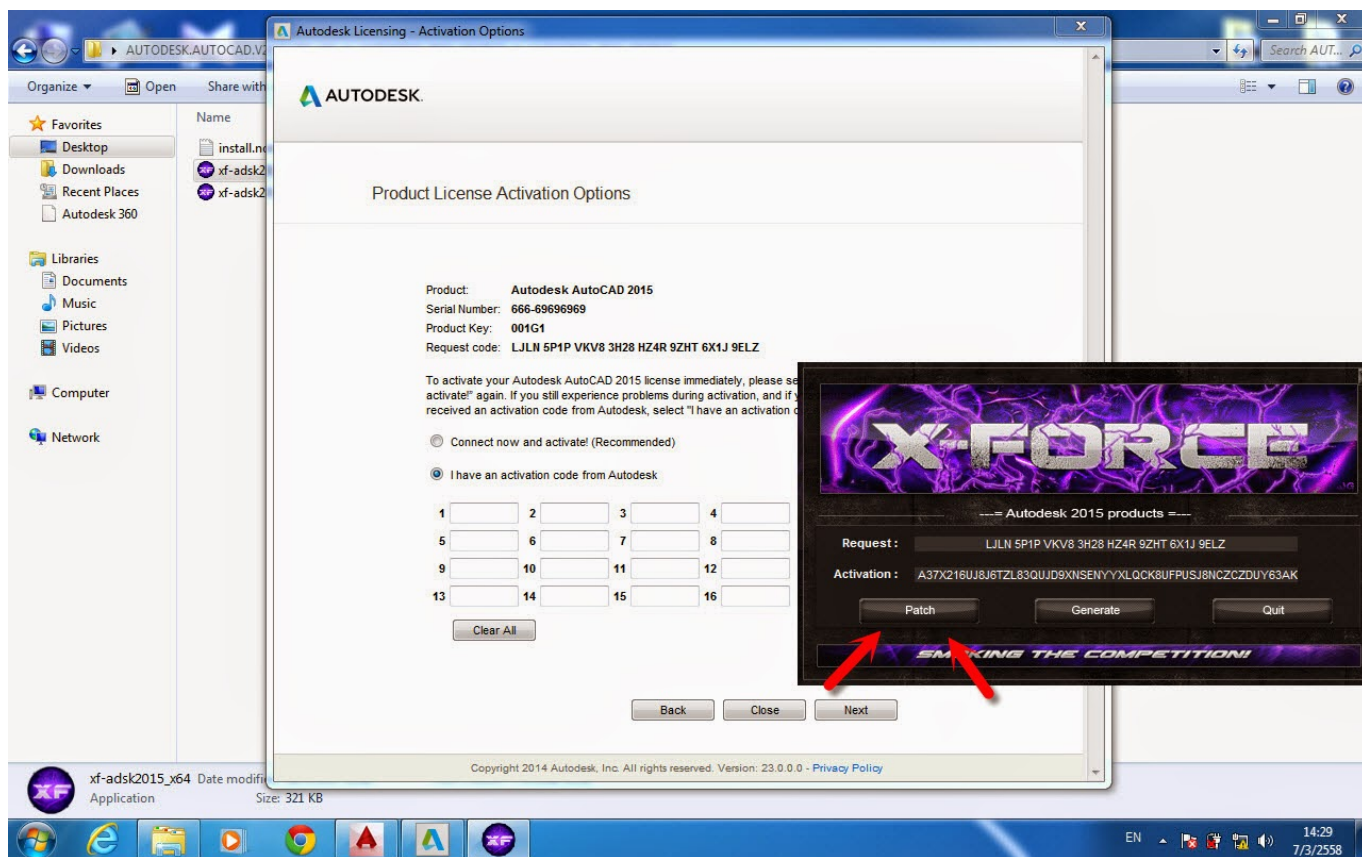 AUTODESK.AUTOCAD.V2
Autodesk Licensing - Activation Options
Search AUT...
Organize
Open
Share with
AUTODESK.
Favorites
Desktop
Downloads
Recent Places
Autodesk 360
Libraries
Documents
Music
Pictures
Videos
Computer
Network
Name
install.no
xf-adsk2
xf-adsk2
Product License Activation Options
Product: Autodesk AutoCAD 2015
Serial Number: 666-69696969
Product Key: 001G1
Request code: LJLN 5P1P VKV8 3H28 HZ4R 9ZHT 6X1J 9ELZ
To activate your Autodesk AutoCAD 2015 license immediately, please se
activate!" again. If you still experience problems during activation, and if y
received an activation code from Autodesk, select "I have an activation c
Connect now and activate! (Recommended)
I have an activation code from Autodesk
1 2 3 4
5 6 7 8
9 10 11 12
13 14 15 16
Clear All
Back Close Next
Copyright 2014 Autodesk, Inc. All rights reserved. Version: 23.0.0.0 - Privacy Policy
X-FORCE
---= Autodesk 2015 products =---
Request : LJLN 5P1P VKV8 3H28 HZ4R 9ZHT 6X1J 9ELZ
Activation : A37X216UJ8J6TZL83QUJD9XNSENYYXLQCK8UFPUSJ8NCZCZDUY63AK
Patch Generate Quit
SMOKING THE COMPETITION!
xf-adsk2015_x64 Date modifi
Application Size: 321 KB
XF
EN
14:29
7/3/2558